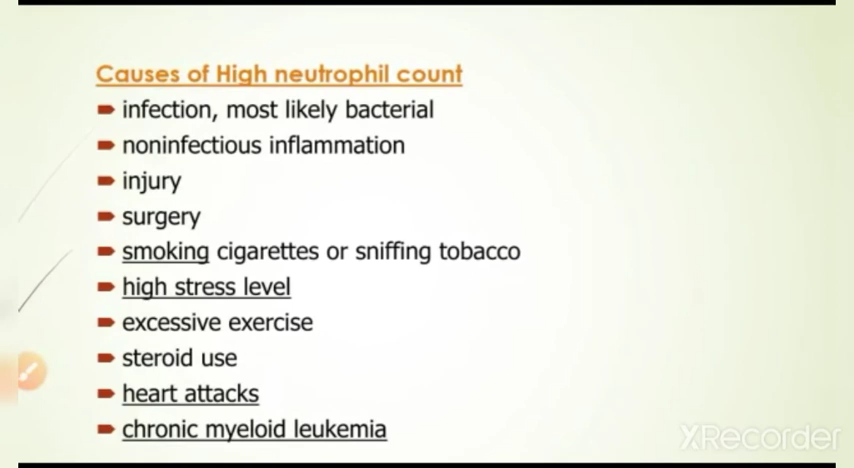 Causes of High neutrophil count
infection, most likely bacterial
noninfectious inflammation
injury
surgery
smoking cigarettes or sniffing tobacco
high stress level
excessive exercise
steroid use
heart attacks
chronic myeloid leukemia
XRecorder